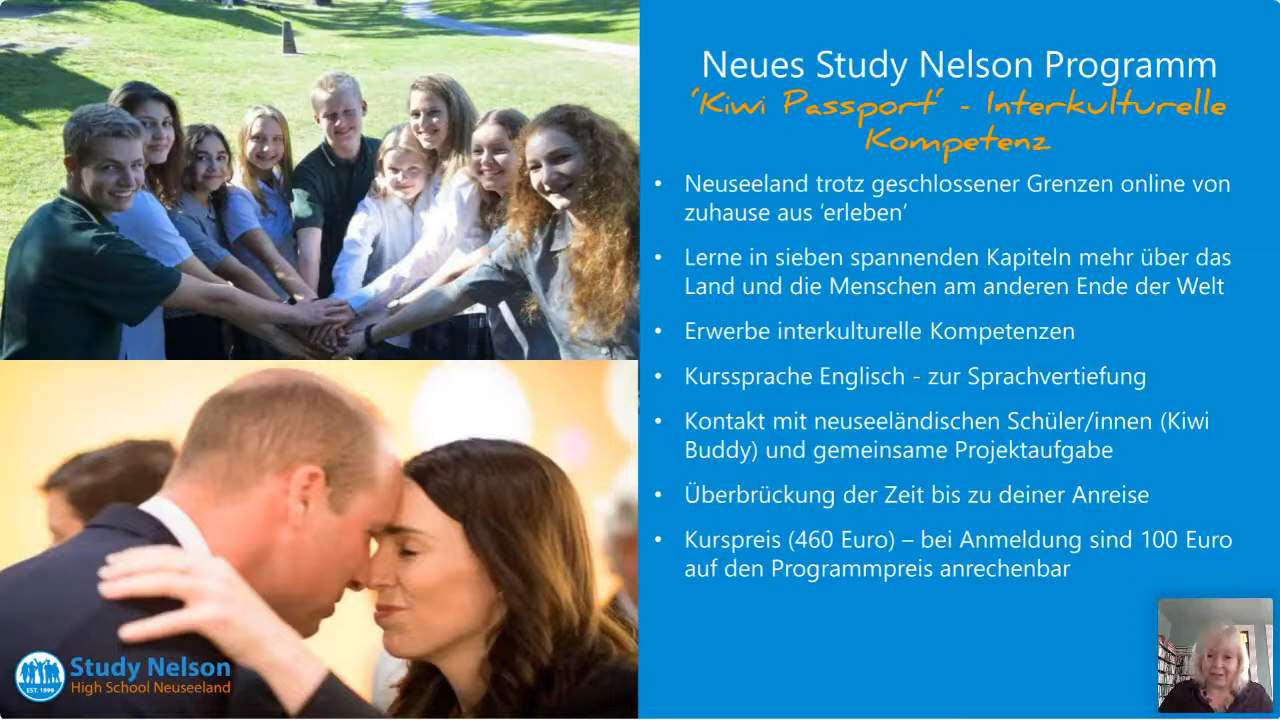 Neues Study Nelson Programm
'Kiwi Passport' - Interkulturelle
Kompetenz
• Neuseeland trotz geschlossener Grenzen online von
zuhause aus 'erleben'
• Lerne in sieben spannenden Kapiteln mehr über das
Land und die Menschen am anderen Ende der Welt
• Erwerbe interkulturelle Kompetenzen
• Kurssprache Englisch - zur Sprachvertiefung
• Kontakt mit neuseeländischen Schüler/innen (Kiwi
Buddy) und gemeinsame Projektaufgabe
• Überbrückung der Zeit bis zu deiner Anreise
• Kurspreis (460 Euro) – bei Anmeldung sind 100 Euro
auf den Programmpreis anrechenbar
Study Nelson
High School Neuseeland
EST. 1999